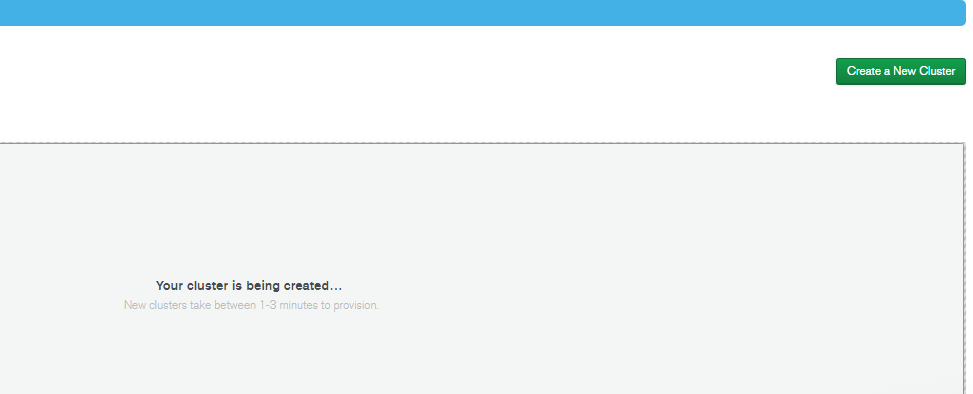 Create a New Cluster
Your cluster is being created...
New clusters take between 1-3 minutes to provision.